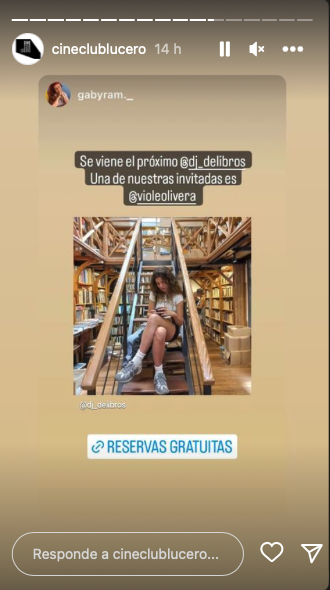 cineclublucero 14 h
gabyram._
Se viene el próximo @dj_delibros
Una de nuestras invitadas es
@violeolivera
@dj_delibros
RESERVAS GRATUITAS
Responde a cineclublucero...